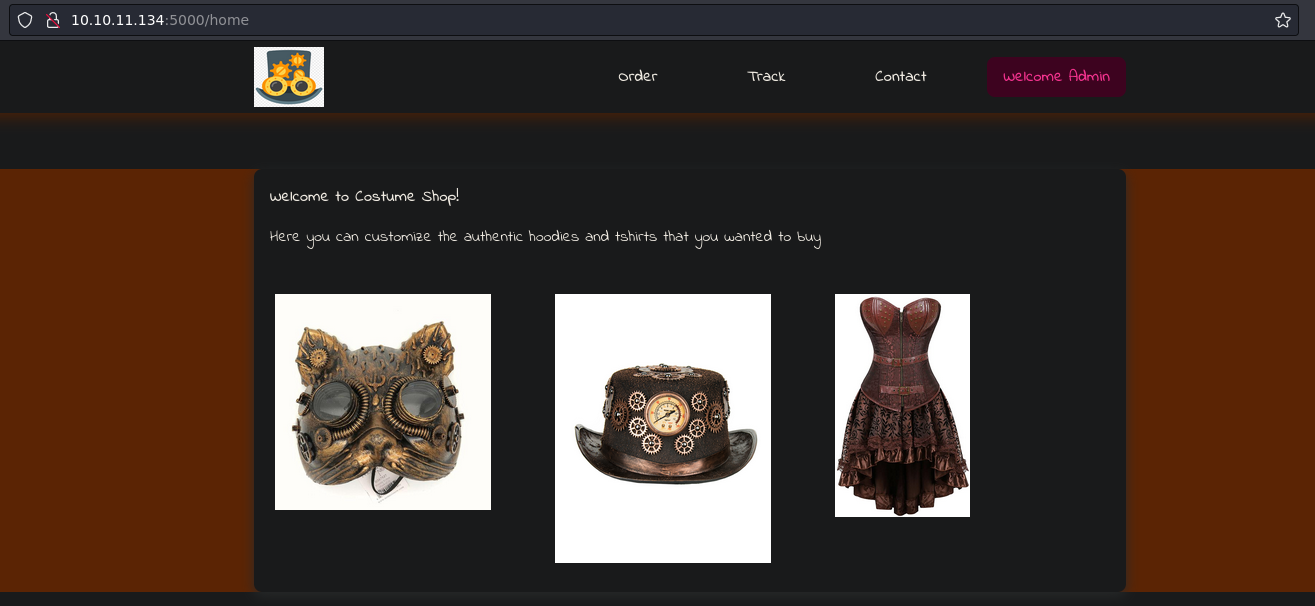 10.10.11.134:5000/home
Order Track Contact Welcome Admin
Welcome to Costume Shop!
Here you can customize the authentic hoodies and tshirts that you wanted to buy